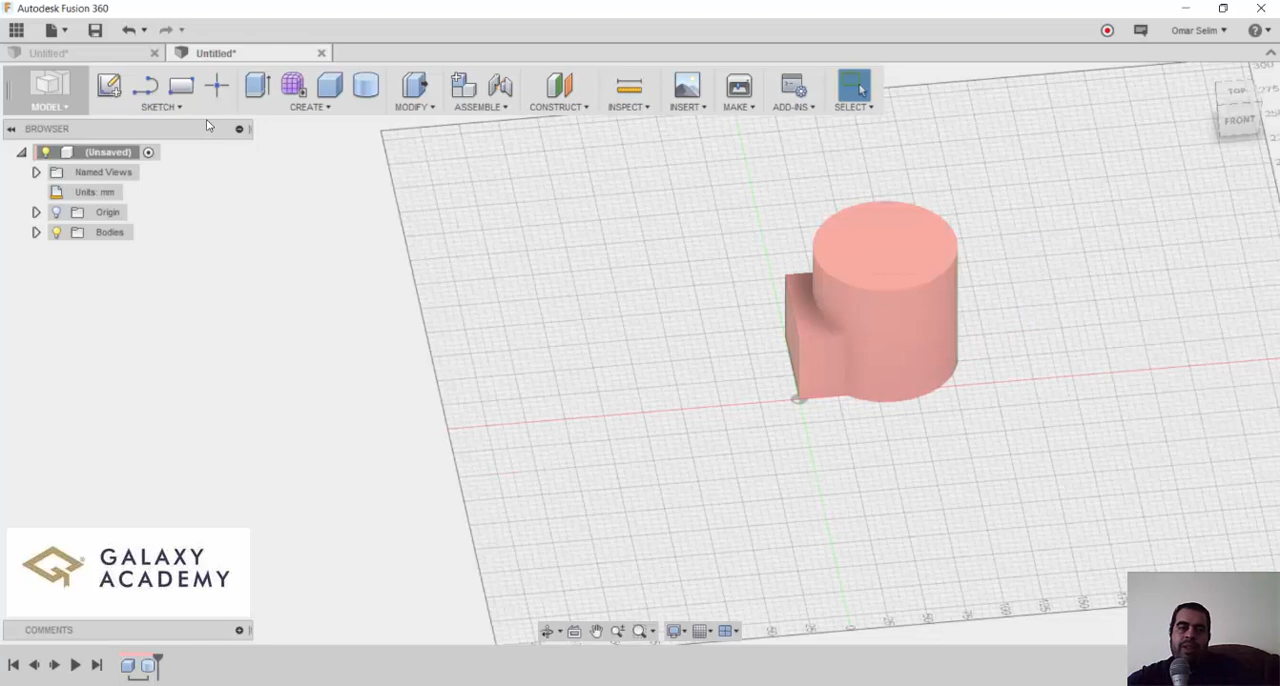 Autodesk Fusion 360
Omar Selim
Untitled*
Untitled*
MODEL
SKETCH
CREATE
MODIFY
ASSEMBLE
CONSTRUCT
INSPECT
INSERT
MAKE
ADD-INS
SELECT
TOP
FRONT
BROWSER
(Unsaved)
Named Views
Units: mm
Origin
Bodies
GALAXY
ACADEMY
COMMENTS